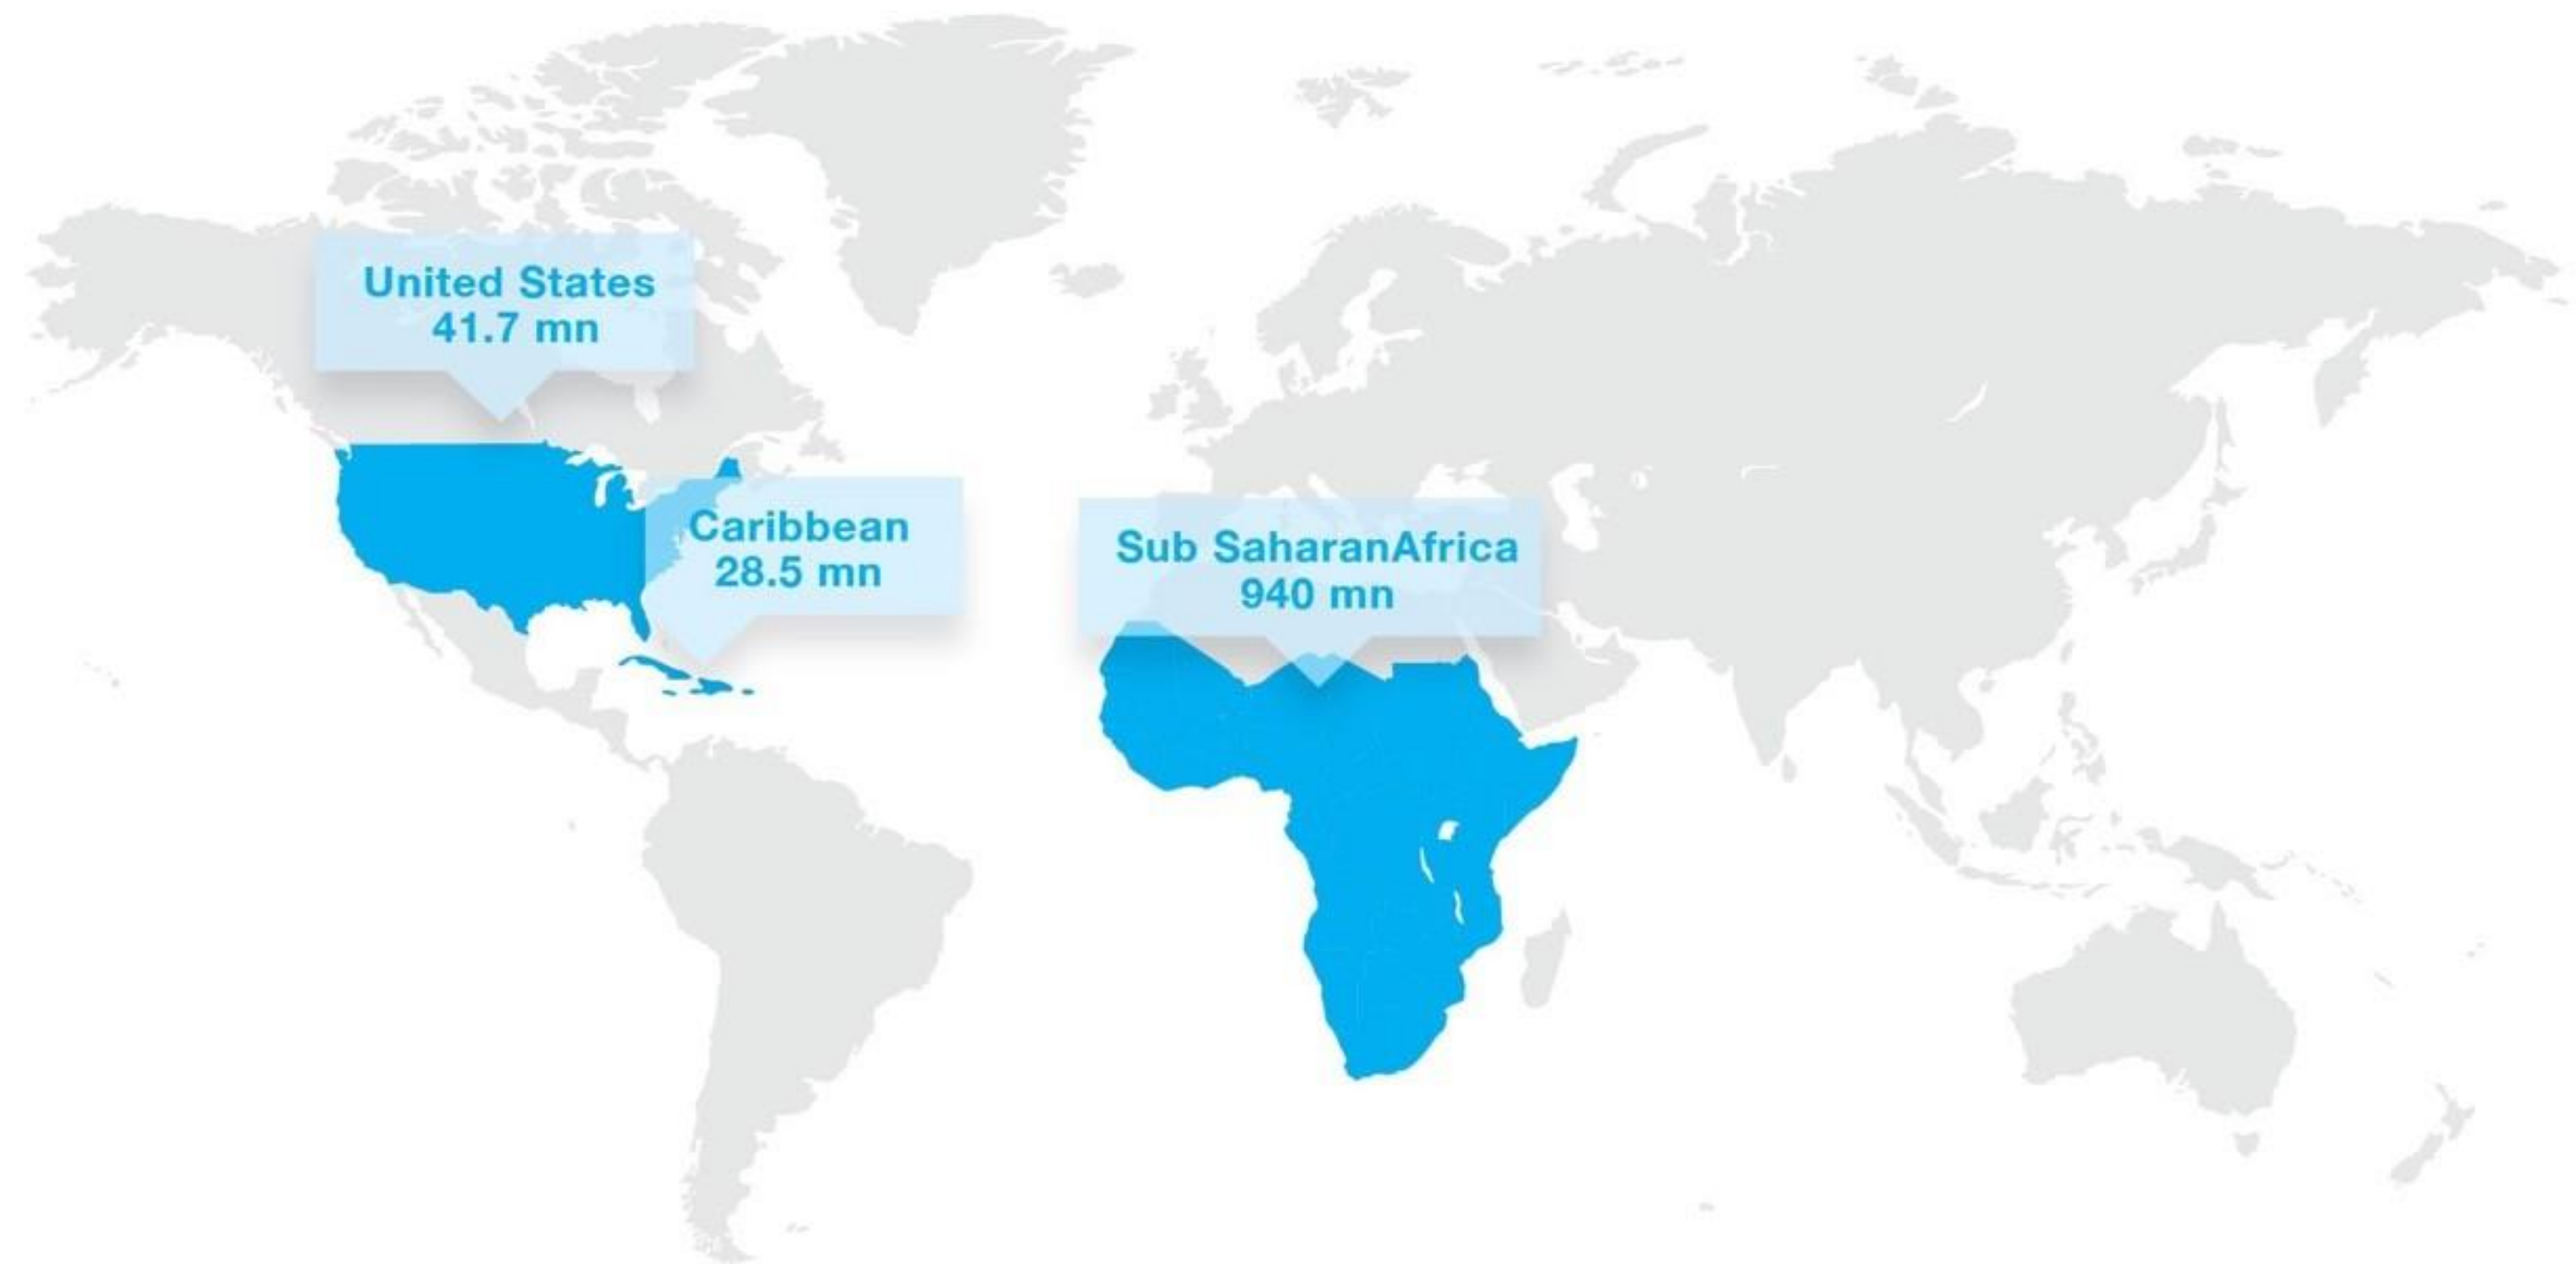 United States
41.7 mn
Caribbean
28.5 mn
Sub SaharanAfrica
940 mn